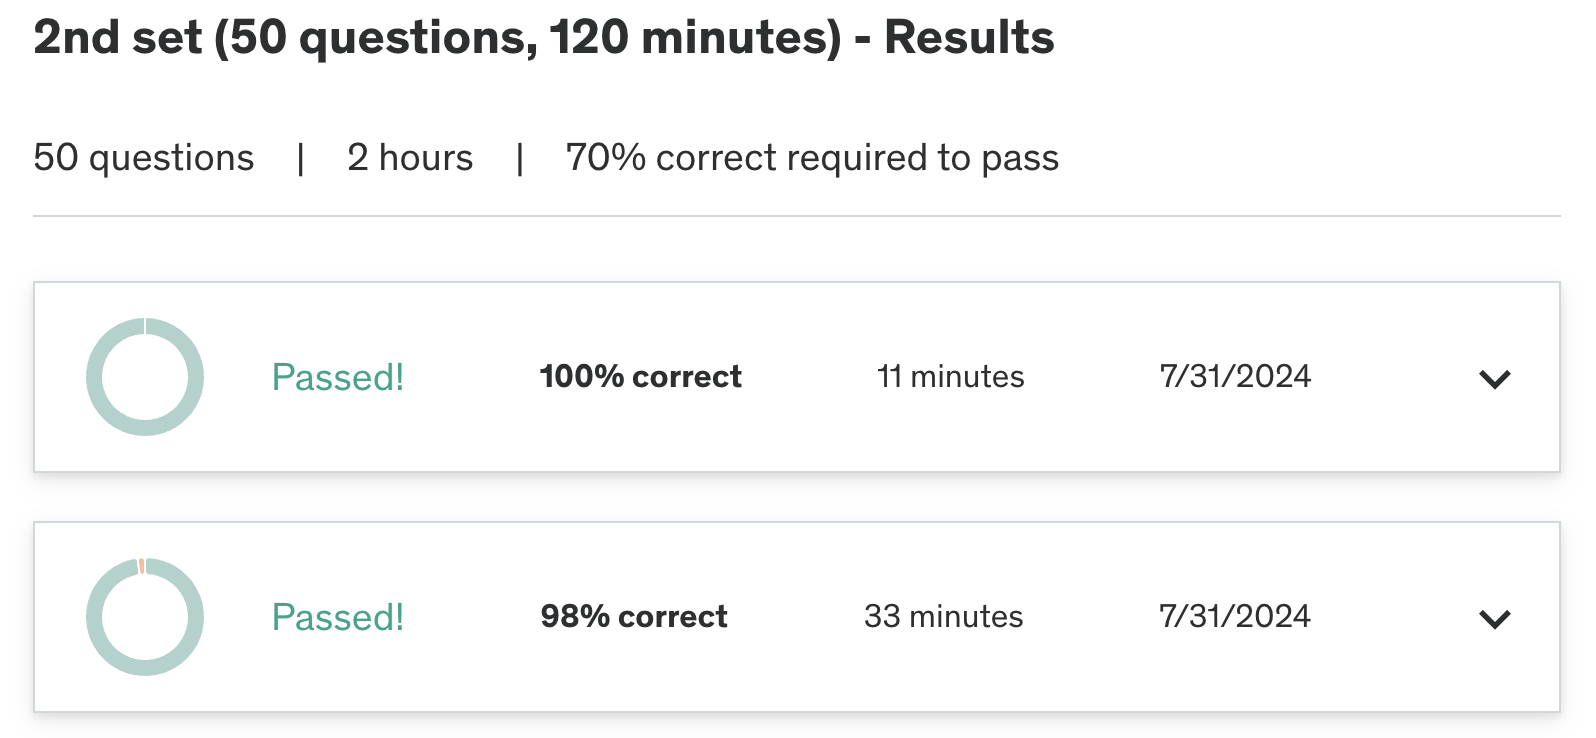 2nd set (50 questions, 120 minutes) - Results
50 questions | 2 hours | 70% correct required to pass
Passed! 100% correct 11 minutes 7/31/2024
Passed! 98% correct 33 minutes 7/31/2024